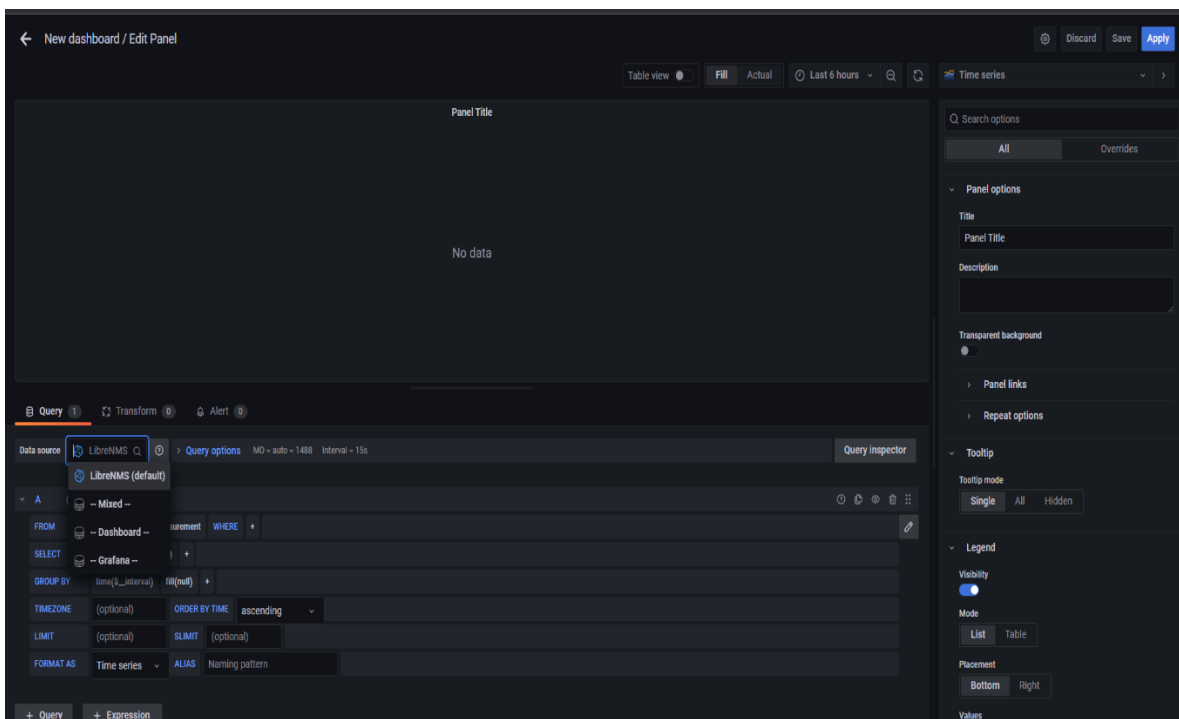 New dashboard / Edit Panel
Discard Save Apply
Table view Fill Actual Last 6 hours Time series
Panel Title
No data
Search options
All Overrides
Panel options
Title
Panel Title
Description
Transparent background
Panel links
Repeat options
Tooltip
Tooltip mode
Single All Hidden
Legend
Visibility
Mode
List Table
Placement
Bottom Right
Values
Query 1 Transform 0 Alert 0
Data source LibreNMS Query options MD = auto = 1488 Interval = 15s Query inspector
LibreNMS (default)
-- Mixed --
-- Dashboard --
-- Grafana --
A (
FROM urement WHERE +
SELECT ) +
GROUP BY time($__interval) fill(null) +
TIMEZONE (optional) ORDER BY TIME ascending
LIMIT (optional) SLIMIT (optional)
FORMAT AS Time series ALIAS Naming pattern
+ Query + Expression